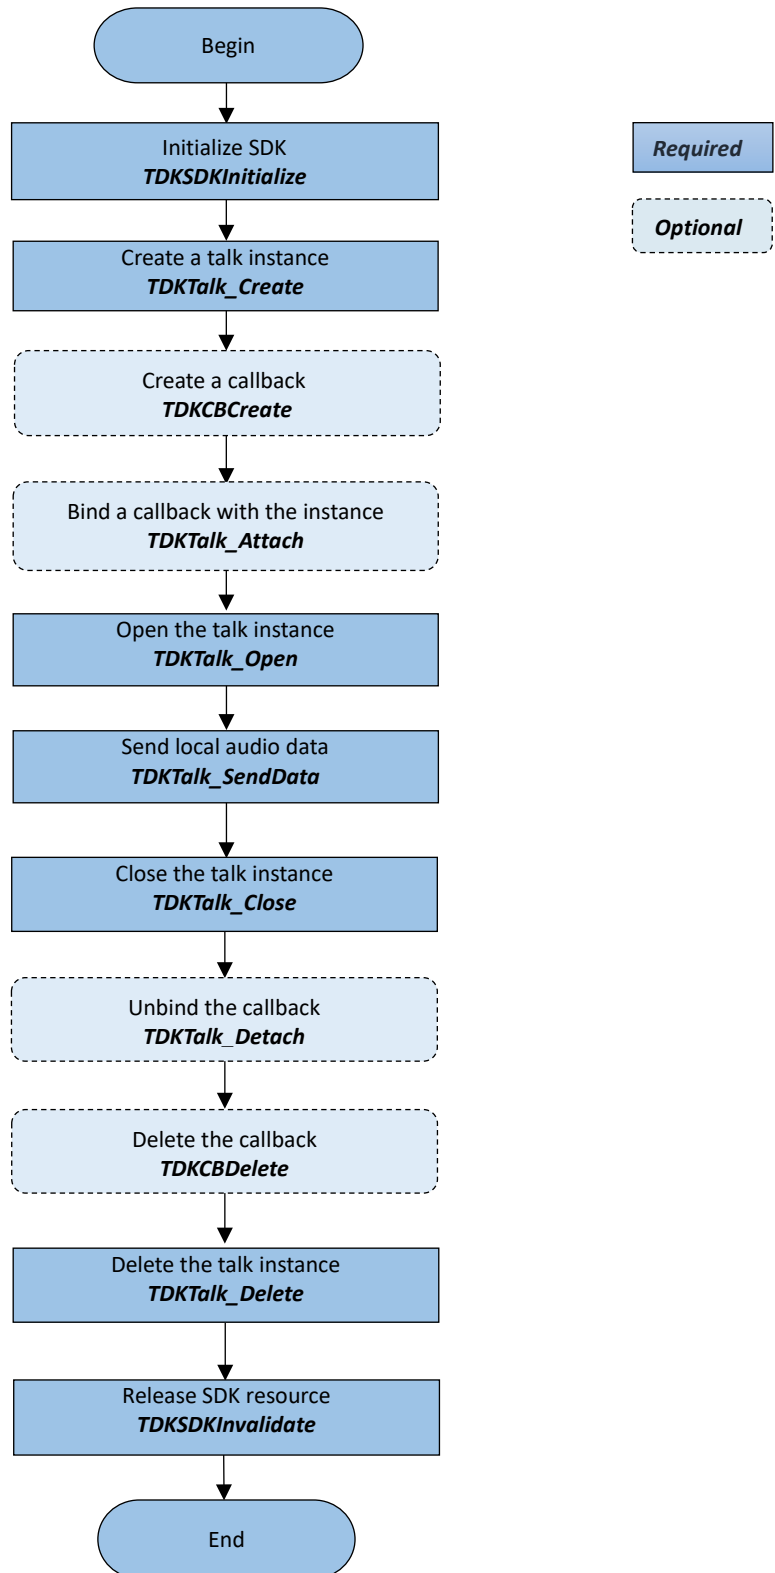 Begin
Initialize SDK
TDKSDKInitialize
Required
Optional
Create a talk instance
TDKTalk_Create
Create a callback
TDKCBCreate
Bind a callback with the instance
TDKTalk_Attach
Open the talk instance
TDKTalk_Open
Send local audio data
TDKTalk_SendData
Close the talk instance
TDKTalk_Close
Unbind the callback
TDKTalk_Detach
Delete the callback
TDKCBDelete
Delete the talk instance
TDKTalk_Delete
Release SDK resource
TDKSDKInvalidate
End